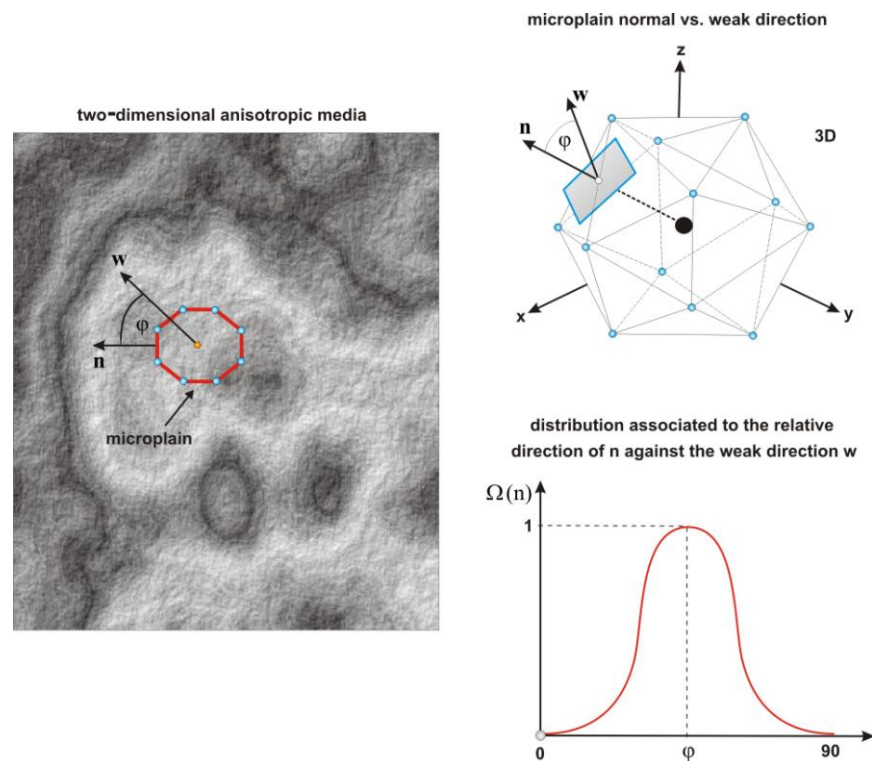 two-dimensional anisotropic media
w
φ
n
microplain
microplain normal vs. weak direction
z
w
n
φ
3D
x
y
distribution associated to the relative
direction of n against the weak direction w
Ω(n)
1
0
φ
90